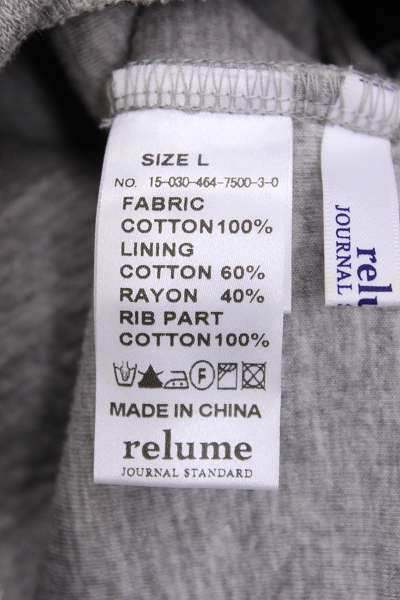 SIZE L
NO. 15-030-464-7500-3-0
FABRIC
COTTON100%
LINING
COTTON 60%
RAYON 40%
RIB PART
COTTON100%
F
MADE IN CHINA
relume
JOURNAL STANDARD
relume
JOURNAL S